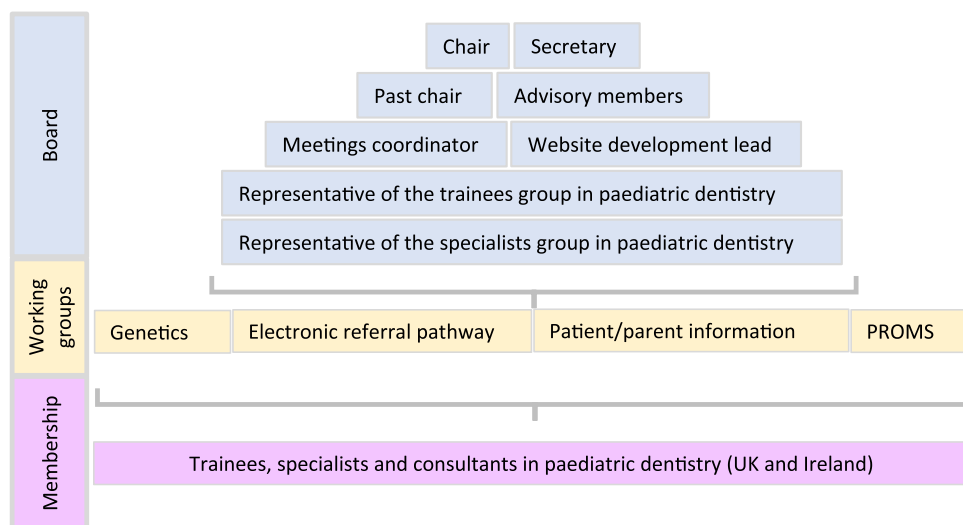 Board
Chair
Secretary
Past chair
Advisory members
Meetings coordinator
Website development lead
Representative of the trainees group in paediatric dentistry
Representative of the specialists group in paediatric dentistry
Working
groups
Genetics
Electronic referral pathway
Patient/parent information
PROMS
Membership
Trainees, specialists and consultants in paediatric dentistry (UK and Ireland)